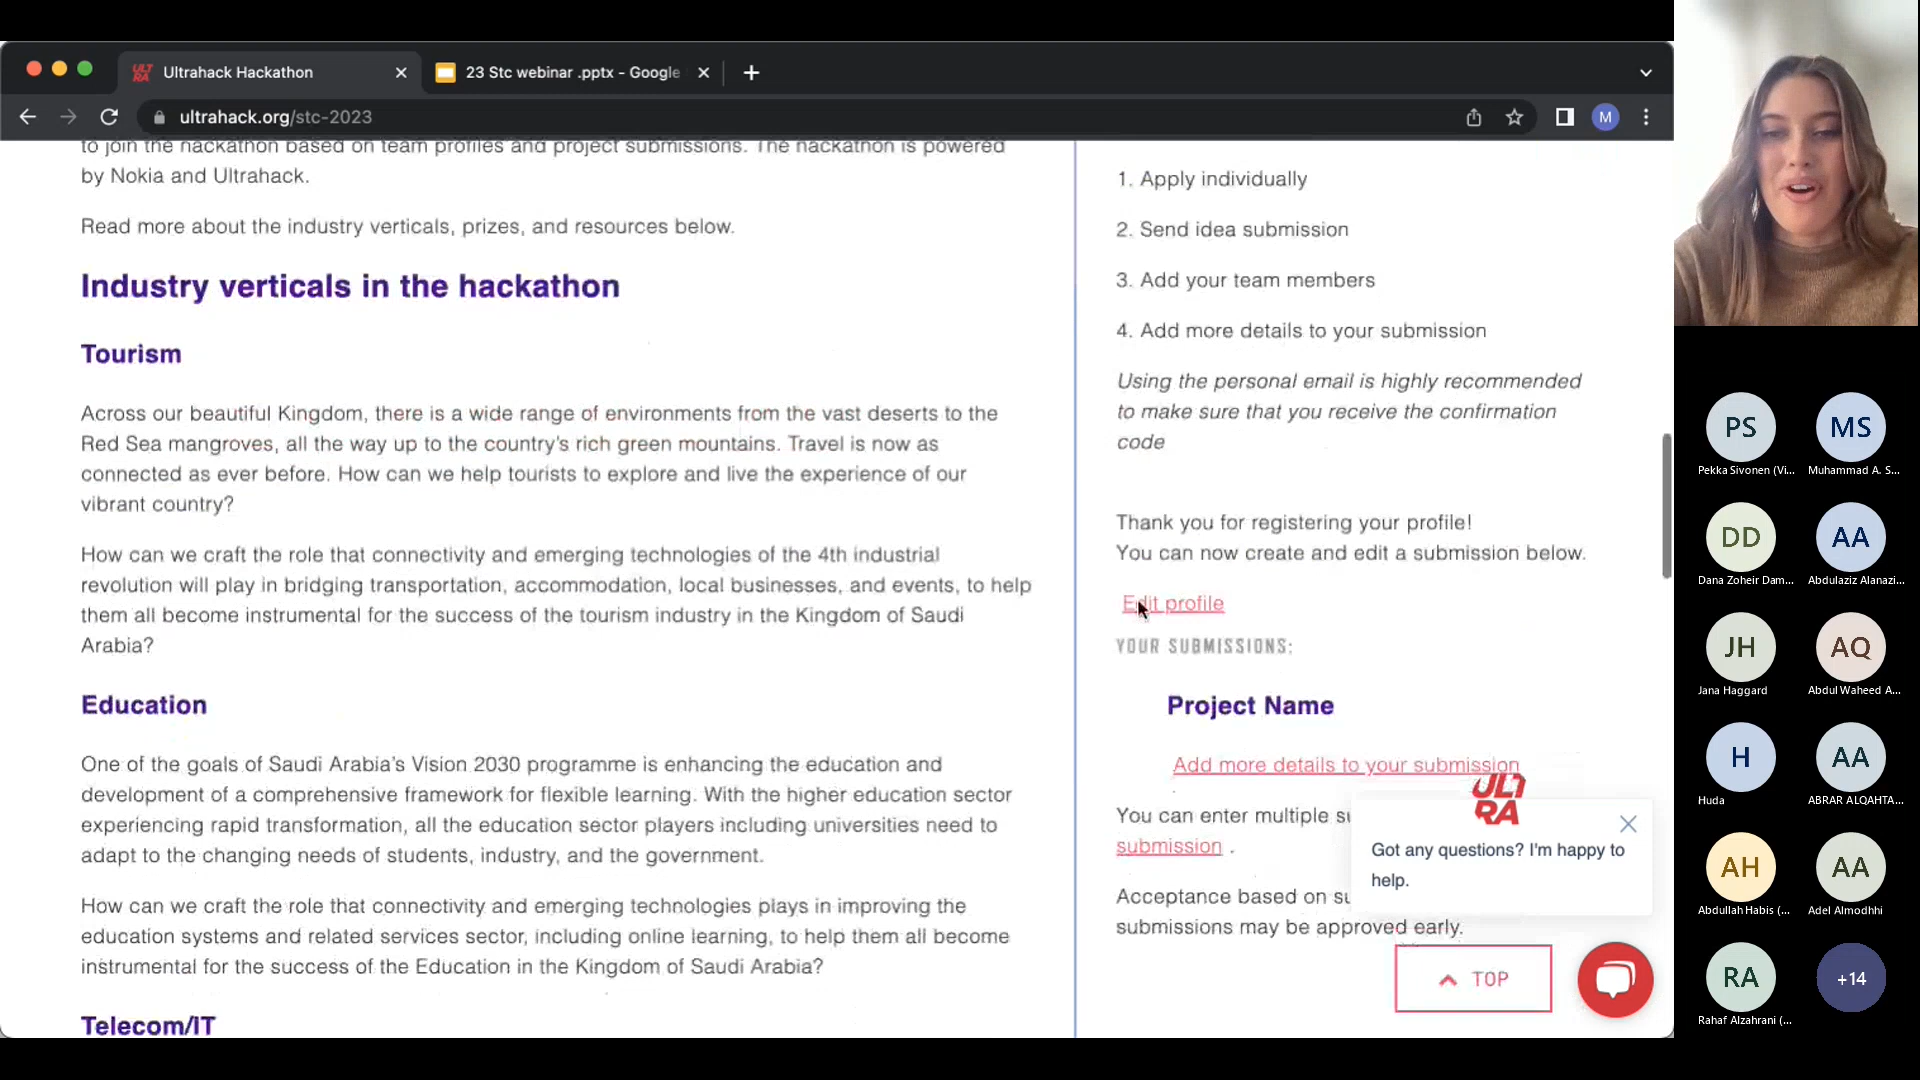 Ultrahack Hackathon
23 Stc webinar .pptx - Google
ultrahack.org/stc-2023
M
to join the hackathon based on team profiles and project submissions. The hackathon is powered
by Nokia and Ultrahack.
Read more about the industry verticals, prizes, and resources below.
Industry verticals in the hackathon
Tourism
Across our beautiful Kingdom, there is a wide range of environments from the vast deserts to the
Red Sea mangroves, all the way up to the country's rich green mountains. Travel is now as
connected as ever before. How can we help tourists to explore and live the experience of our
vibrant country?
How can we craft the role that connectivity and emerging technologies of the 4th industrial
revolution will play in bridging transportation, accommodation, local businesses, and events, to help
them all become instrumental for the success of the tourism industry in the Kingdom of Saudi
Arabia?
Education
One of the goals of Saudi Arabia's Vision 2030 programme is enhancing the education and
development of a comprehensive framework for flexible learning. With the higher education sector
experiencing rapid transformation, all the education sector players including universities need to
adapt to the changing needs of students, industry, and the government.
How can we craft the role that connectivity and emerging technologies plays in improving the
education systems and related services sector, including online learning, to help them all become
instrumental for the success of the Education in the Kingdom of Saudi Arabia?
Telecom/IT
1. Apply individually
2. Send idea submission
3. Add your team members
4. Add more details to your submission
Using the personal email is highly recommended
to make sure that you receive the confirmation
code
Thank you for registering your profile!
You can now create and edit a submission below.
Edit profile
YOUR SUBMISSIONS:
Project Name
Add more details to your submission
You can enter multiple su
submission .
Acceptance based on su
submissions may be approved early.
ULT
RA
Got any questions? I'm happy to
help.
TOP
PS
Pekka Sivonen (Vi...
MS
Muhammad A. S...
DD
Dana Zoheir Dam...
AA
Abdulaziz Alanazi...
JH
Jana Haggard
AQ
Abdul Waheed A...
H
Huda
AA
ABRAR ALQAHTA...
AH
Abdullah Habis (...
AA
Adel Almodhhi
RA
Rahaf Alzahrani (...
+14